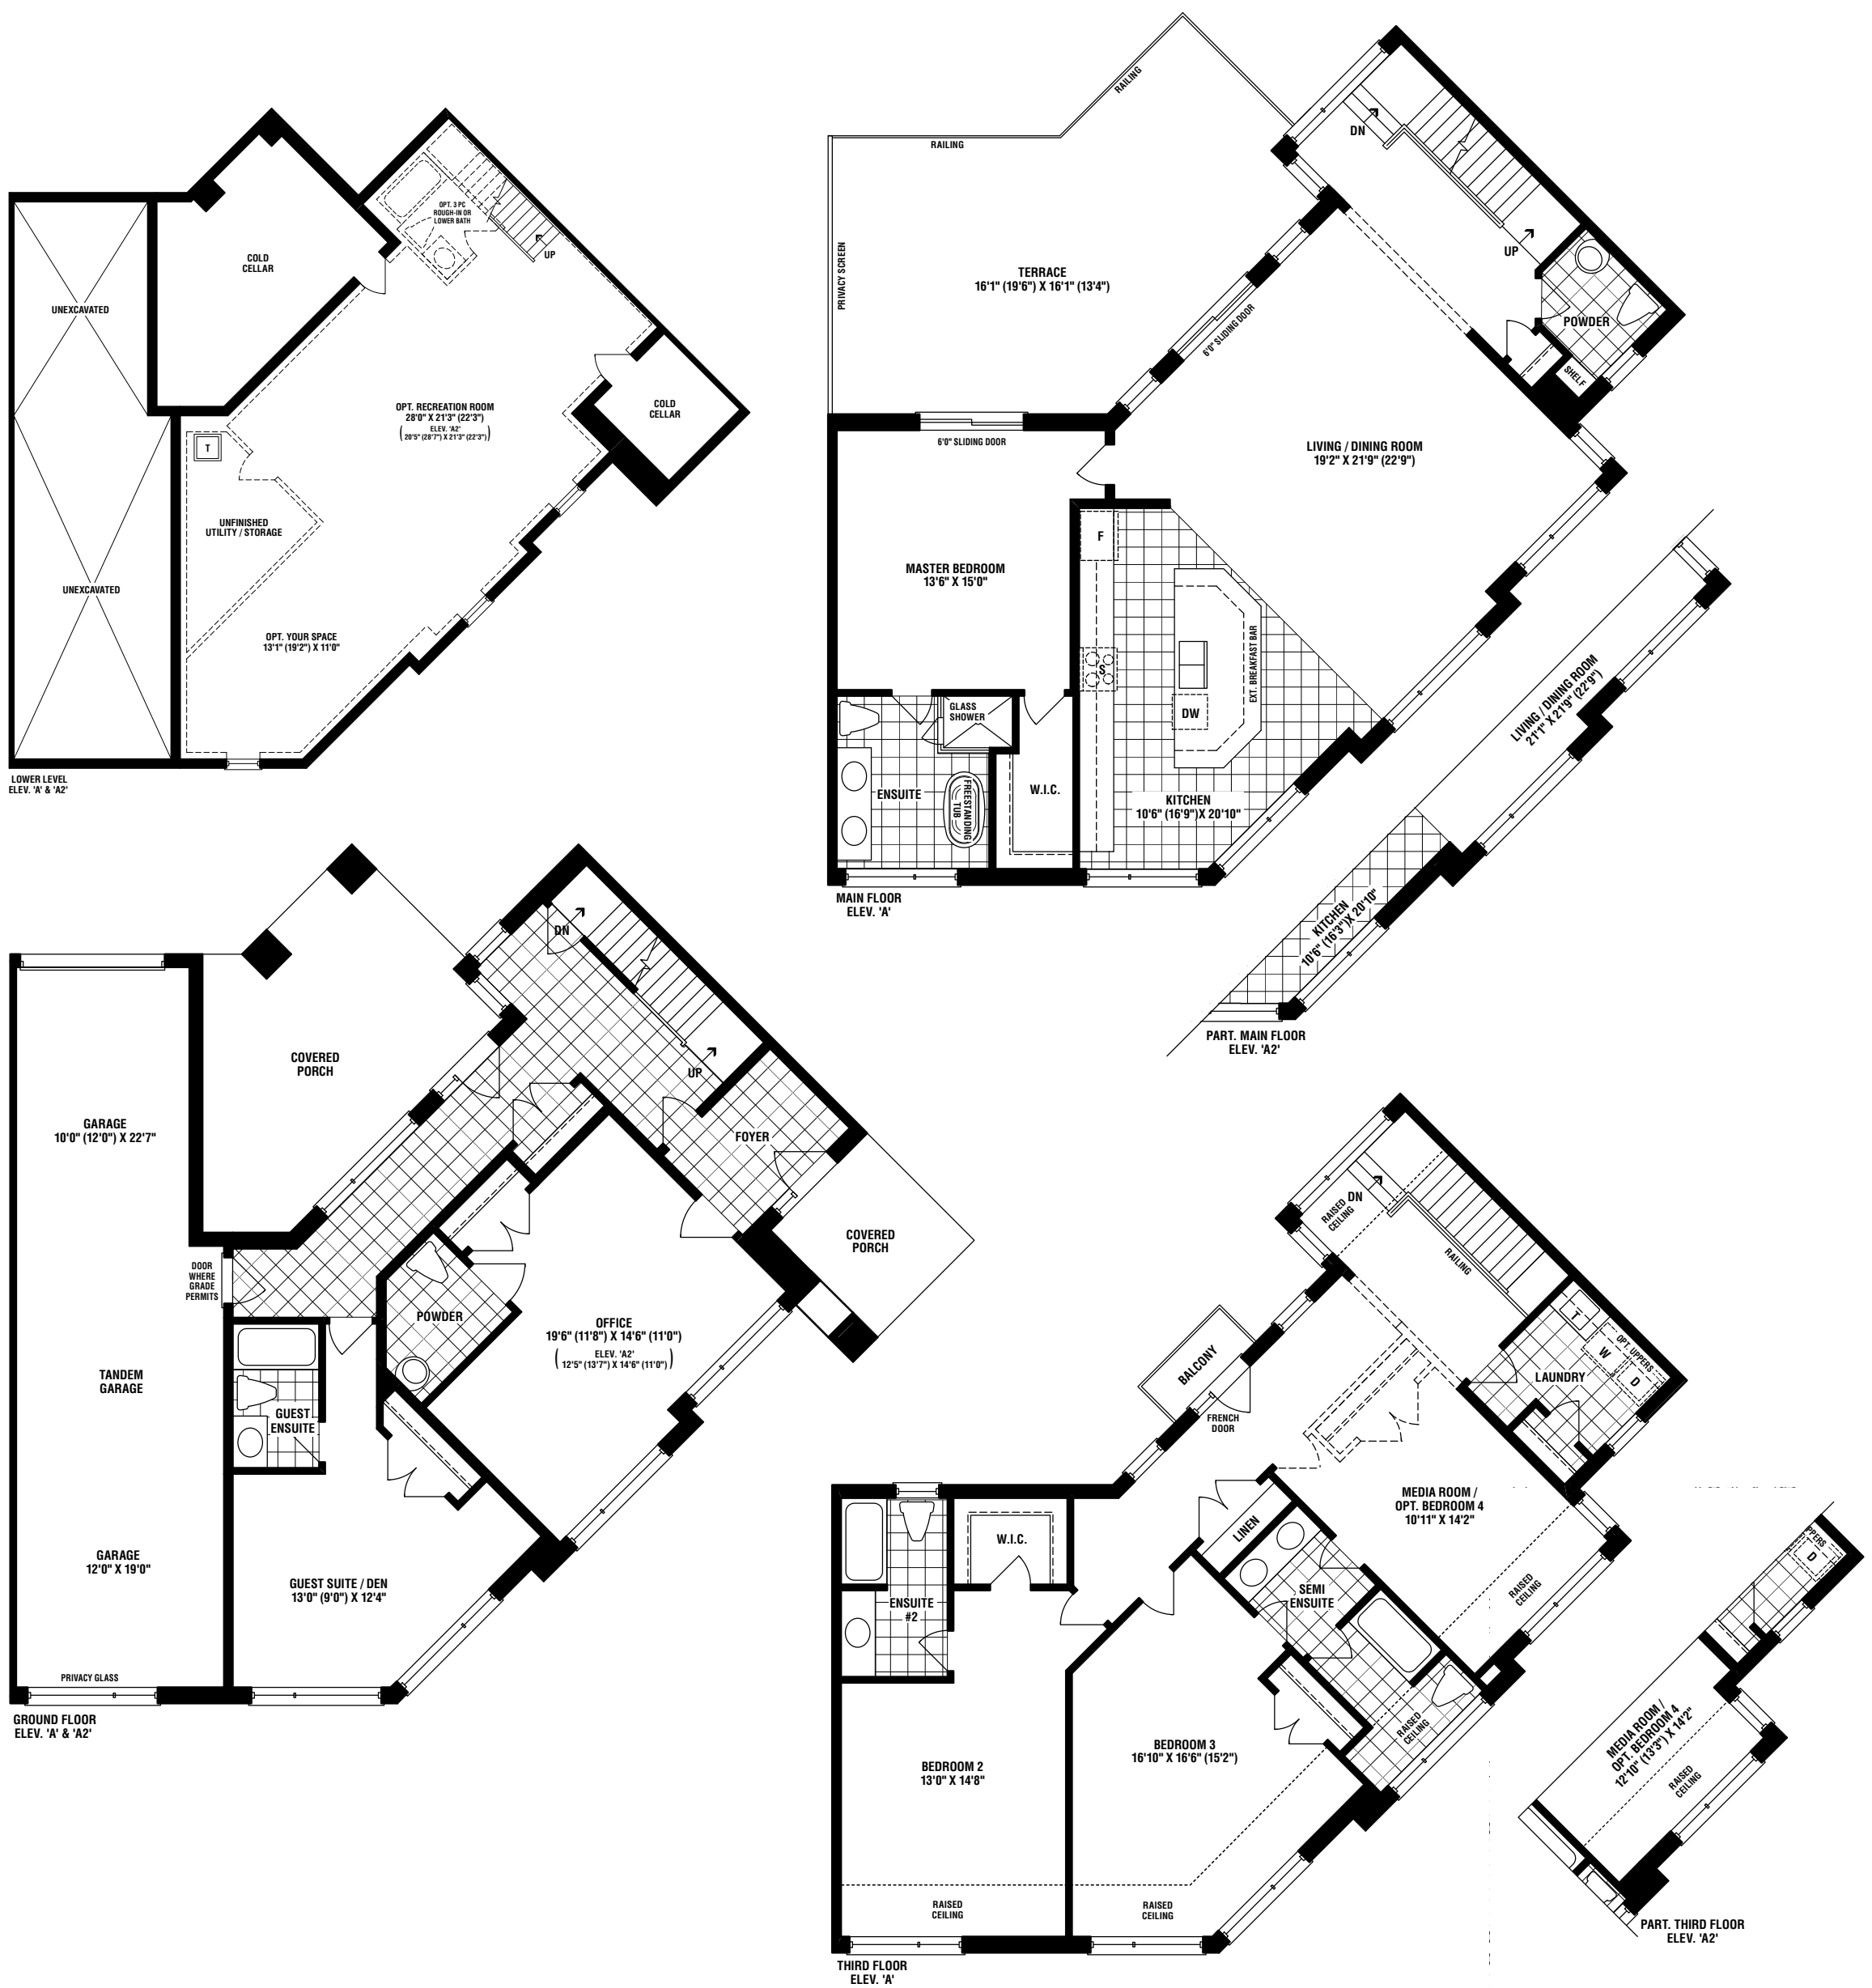 OPT. 3 PC
ROUGH-IN OR
LOWER BATH
UP
COLD
CELLAR
UNEXCAVATED
OPT. RECREATION ROOM
28'0" X 21'3" (22'3")
ELEV. 'A2'
( 20'5" (28'7") X 21'3" (22'3") )
COLD
CELLAR
T
UNFINISHED
UTILITY / STORAGE
UNEXCAVATED
OPT. YOUR SPACE
13'1" (19'2") X 11'0"
LOWER LEVEL
ELEV. 'A' & 'A2'
RAILING
RAILING
PRIVACY SCREEN
TERRACE
16'1" (19'6") X 16'1" (13'4")
6'0" SLIDING DOOR
6'0" SLIDING DOOR
DN
UP
POWDER
SHELF
LIVING / DINING ROOM
19'2" X 21'9" (22'9")
MASTER BEDROOM
13'6" X 15'0"
F
S
DW
EXT. BREAKFAST BAR
GLASS
SHOWER
ENSUITE
FREESTANDING
TUB
W.I.C.
KITCHEN
10'6" (16'9")X 20'10"
MAIN FLOOR
ELEV. 'A'
LIVING / DINING ROOM
21'1" X 21'9" (22'9")
KITCHEN
10'6" (16'3")X 20'10"
PART. MAIN FLOOR
ELEV. 'A2'
DN
UP
COVERED
PORCH
GARAGE
10'0" (12'0") X 22'7"
FOYER
COVERED
PORCH
DOOR
WHERE
GRADE
PERMITS
POWDER
OFFICE
19'6" (11'8") X 14'6" (11'0")
ELEV. 'A2'
( 12'5" (13'7") X 14'6" (11'0") )
TANDEM
GARAGE
GUEST
ENSUITE
GARAGE
12'0" X 19'0"
GUEST SUITE / DEN
13'0" (9'0") X 12'4"
PRIVACY GLASS
GROUND FLOOR
ELEV. 'A' & 'A2'
RAISED
CEILING
DN
RAILING
BALCONY
FRENCH
DOOR
T
W
D
OPT. UPPERS
LAUNDRY
MEDIA ROOM /
OPT. BEDROOM 4
10'11" X 14'2"
LINEN
W.I.C.
ENSUITE
#2
SEMI
ENSUITE
RAISED
CEILING
RAISED
CEILING
BEDROOM 2
13'0" X 14'8"
BEDROOM 3
16'10" X 16'6" (15'2")
RAISED
CEILING
RAISED
CEILING
THIRD FLOOR
ELEV. 'A'
UPPERS
D
MEDIA ROOM /
OPT. BEDROOM 4
12'10" (13'3") X 14'2"
RAISED
CEILING
PART. THIRD FLOOR
ELEV. 'A2'